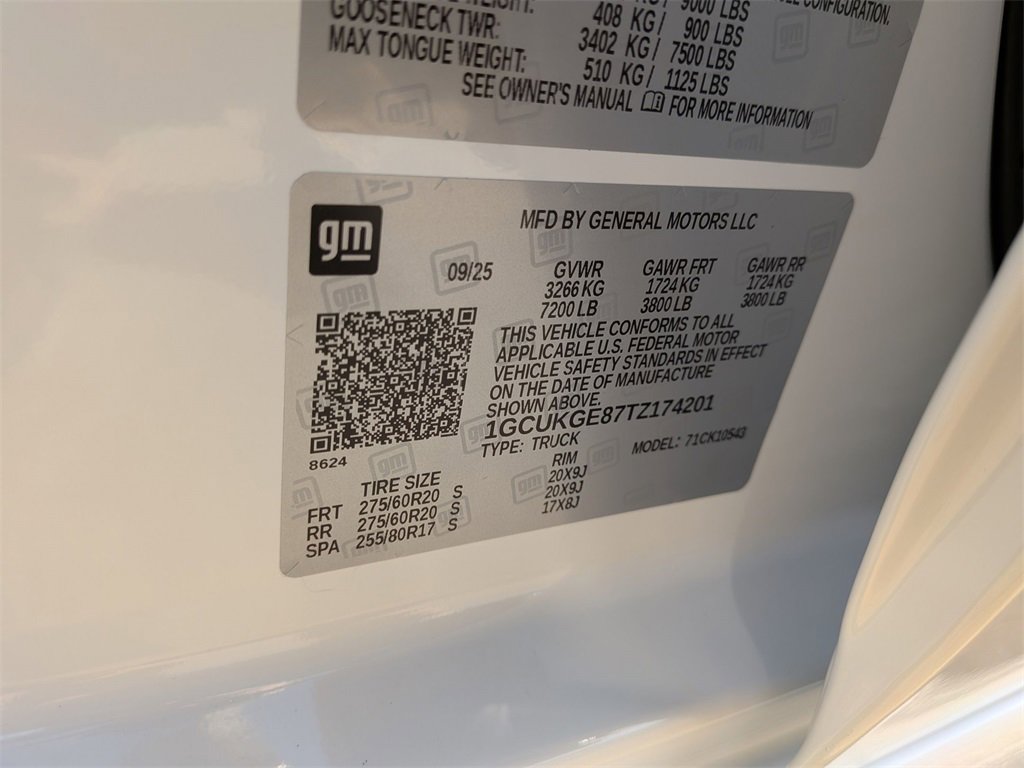 9000 LBS
408 KG / 900 LBS
CONFIGURATION.
GOOSENECK TWR: 3402 KG / 7500 LBS
MAX TONGUE WEIGHT: 510 KG / 1125 LBS
SEE OWNER'S MANUAL FOR MORE INFORMATION
gm
MFD BY GENERAL MOTORS LLC
09/25 GVWR GAWR FRT GAWR RR
3266 KG 1724 KG 1724 KG
7200 LB 3800 LB 3800 LB
THIS VEHICLE CONFORMS TO ALL
APPLICABLE U.S. FEDERAL MOTOR
VEHICLE SAFETY STANDARDS IN EFFECT
ON THE DATE OF MANUFACTURE
SHOWN ABOVE.
1GCUKGE87TZ174201
TYPE: TRUCK MODEL: 71CK10543
8624
TIRE SIZE RIM
FRT 275/60R20 S 20X9J
RR 275/60R20 S 20X9J
SPA 255/80R17 S 17X8J